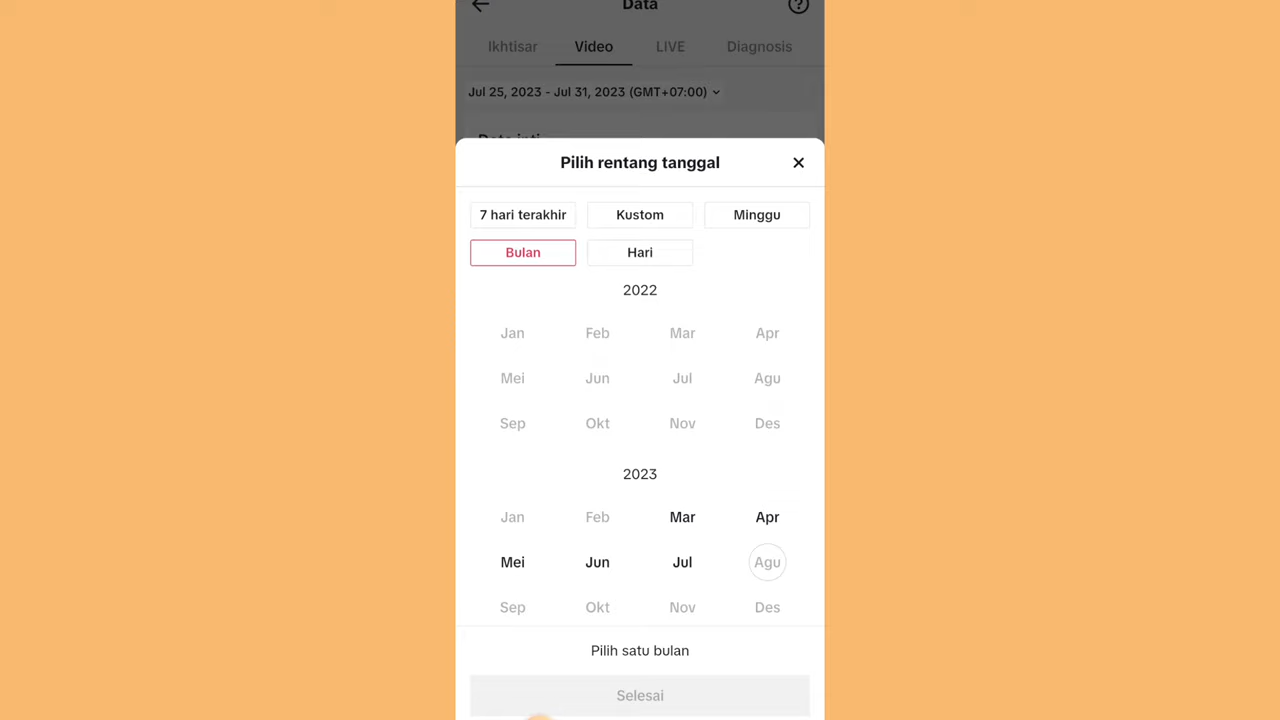 Data
Ikhtisar Video LIVE Diagnosis
Jul 25, 2023 - Jul 31, 2023 (GMT+07:00)
Data inti
Pilih rentang tanggal
7 hari terakhir Kustom Minggu
Bulan Hari
2022
Jan Feb Mar Apr
Mei Jun Jul Agu
Sep Okt Nov Des
2023
Jan Feb Mar Apr
Mei Jun Jul Agu
Sep Okt Nov Des
Pilih satu bulan
Selesai